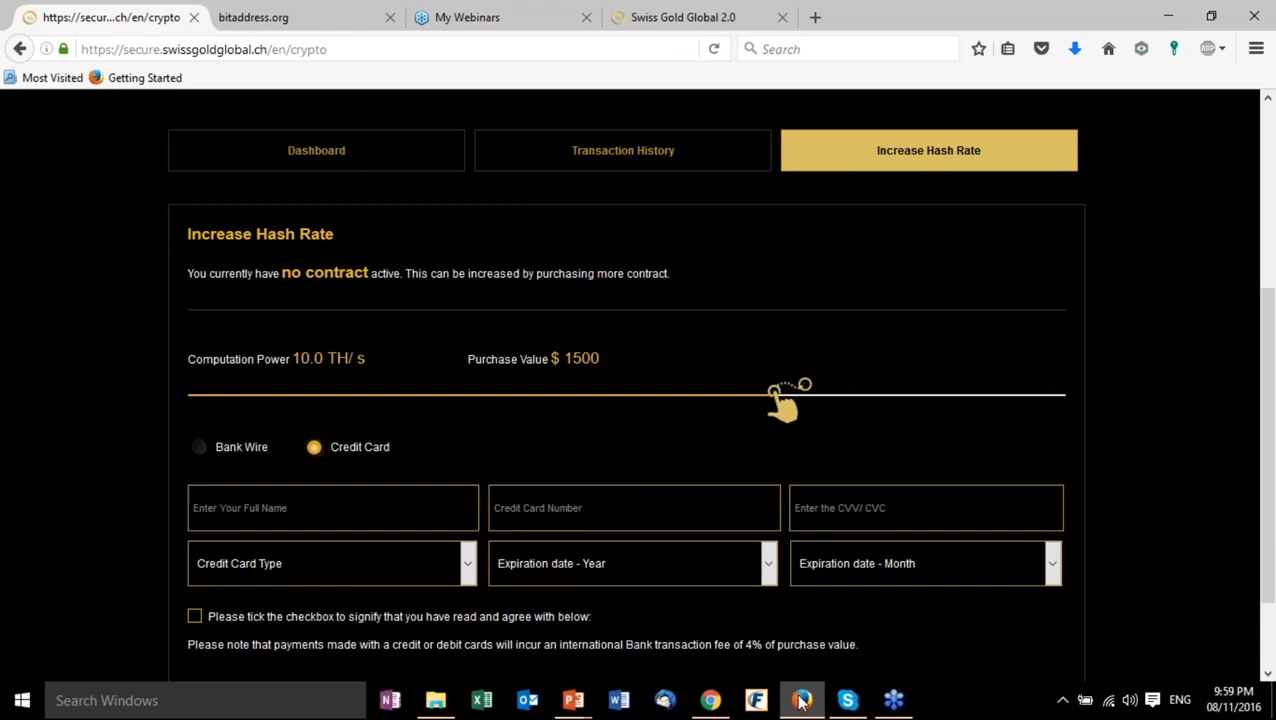 https://secur...ch/en/crypto
bitaddress.org
My Webinars
Swiss Gold Global 2.0
https://secure.swissgoldglobal.ch/en/crypto
Search
ABP
Most Visited
Getting Started
Dashboard
Transaction History
Increase Hash Rate
Increase Hash Rate
You currently have no contract active. This can be increased by purchasing more contract.
Computation Power 10.0 TH/ s
Purchase Value $ 1500
Bank Wire
Credit Card
Enter Your Full Name
Credit Card Number
Enter the CVV/ CVC
Credit Card Type
Expiration date - Year
Expiration date - Month
Please tick the checkbox to signify that you have read and agree with below:
Please note that payments made with a credit or debit cards will incur an international Bank transaction fee of 4% of purchase value.
Search Windows
ENG
9:59 PM
08/11/2016